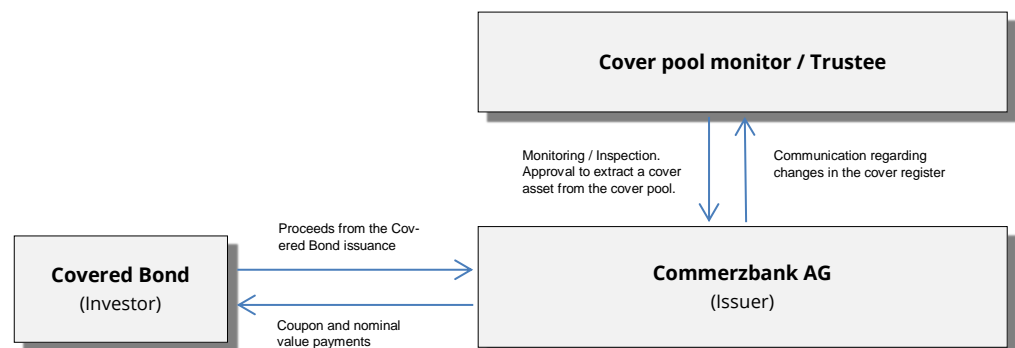 Cover pool monitor / Trustee
Monitoring / Inspection.
Approval to extract a cover
asset from the cover pool.
Communication regarding
changes in the cover register
Proceeds from the Cov-
ered Bond issuance
Covered Bond
(Investor)
Commerzbank AG
(Issuer)
Coupon and nominal
value payments